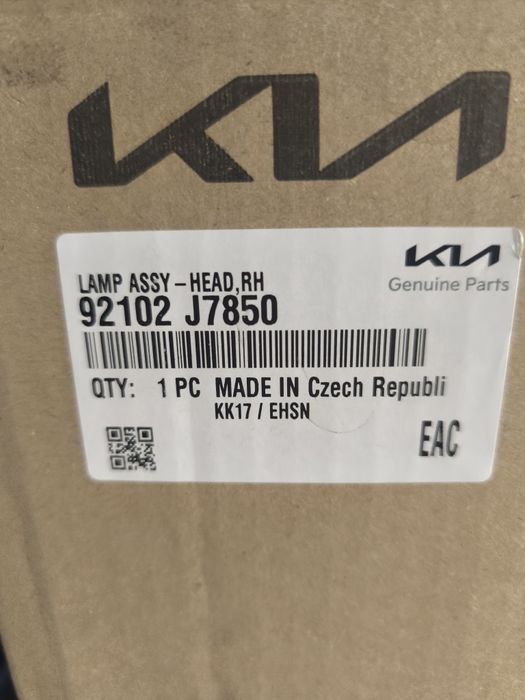 KIA
KIA
Genuine Parts
LAMP ASSY-HEAD,RH
92102 J7850
QTY: 1 PC MADE IN Czech Republi
KK17 / EHSN
EAC